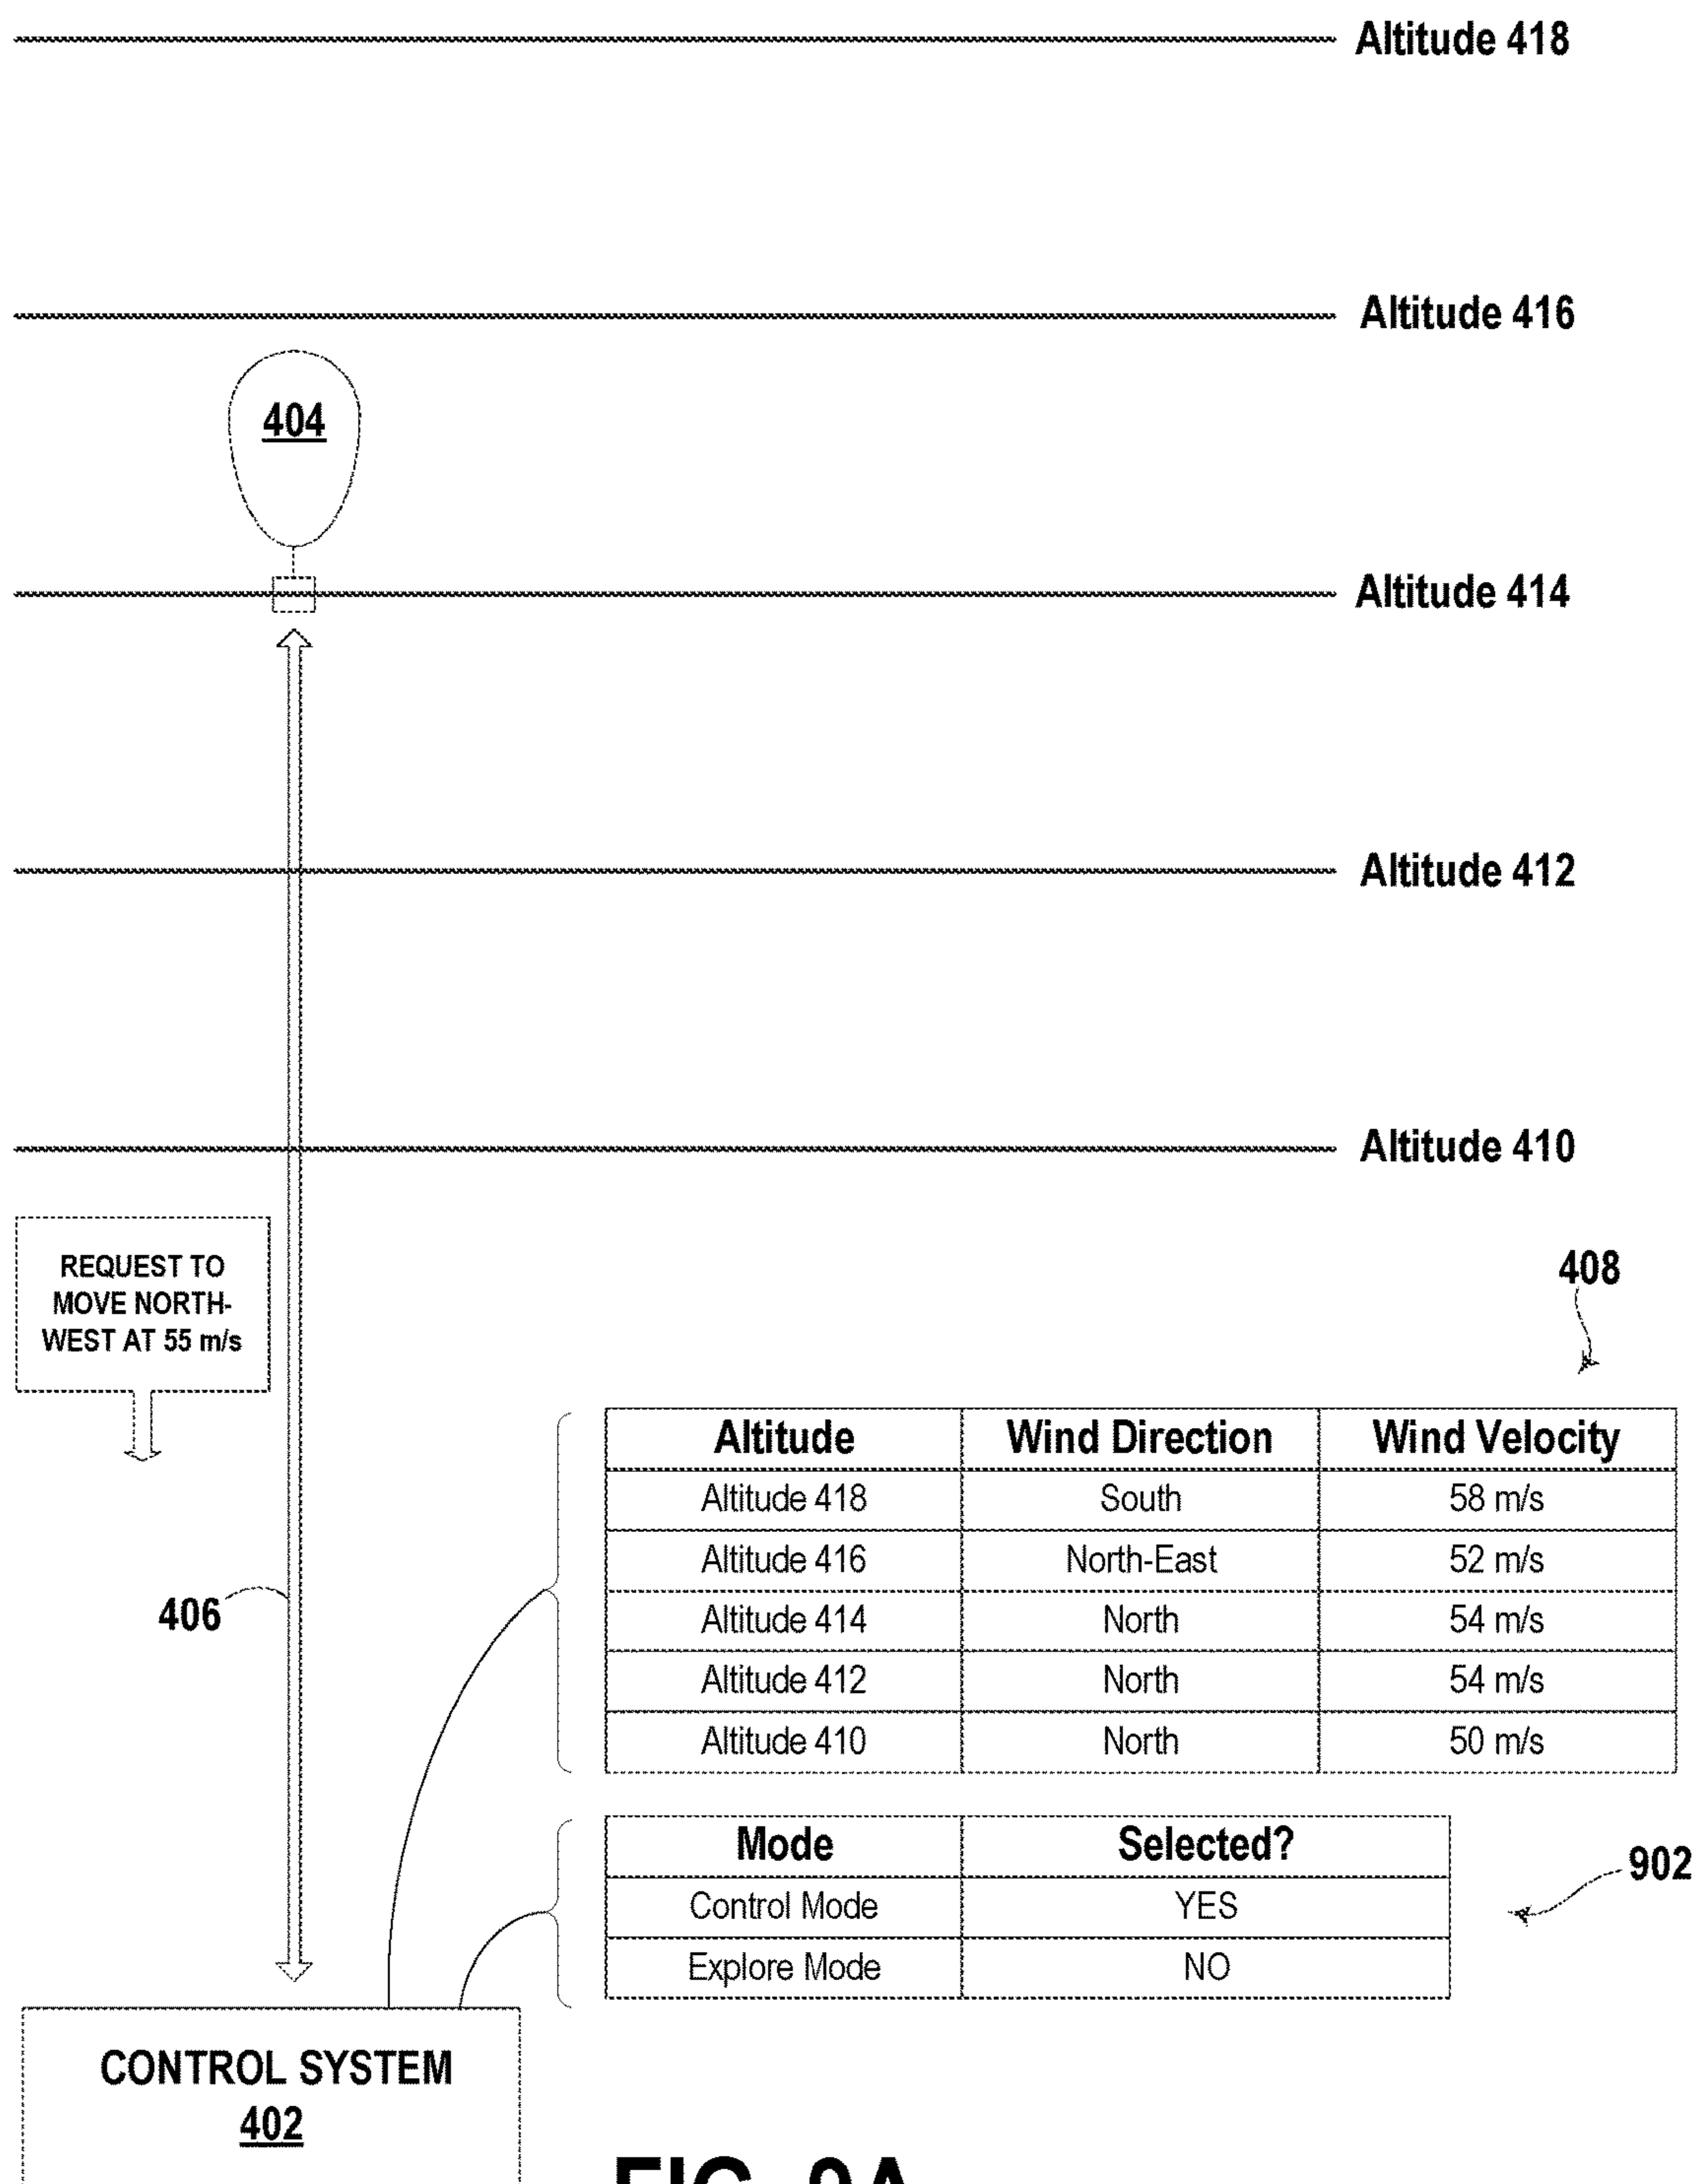 Altitude 418
Altitude 416
404
Altitude 414
Altitude 412
Altitude 410
REQUEST TO
MOVE NORTH-
WEST AT 55 m/s
408
Altitude Wind Direction Wind Velocity
Altitude 418 South 58 m/s
Altitude 416 North-East 52 m/s
Altitude 414 North 54 m/s
Altitude 412 North 54 m/s
Altitude 410 North 50 m/s
406
Mode Selected?
Control Mode YES
Explore Mode NO
902
CONTROL SYSTEM
402
FIG. 9A